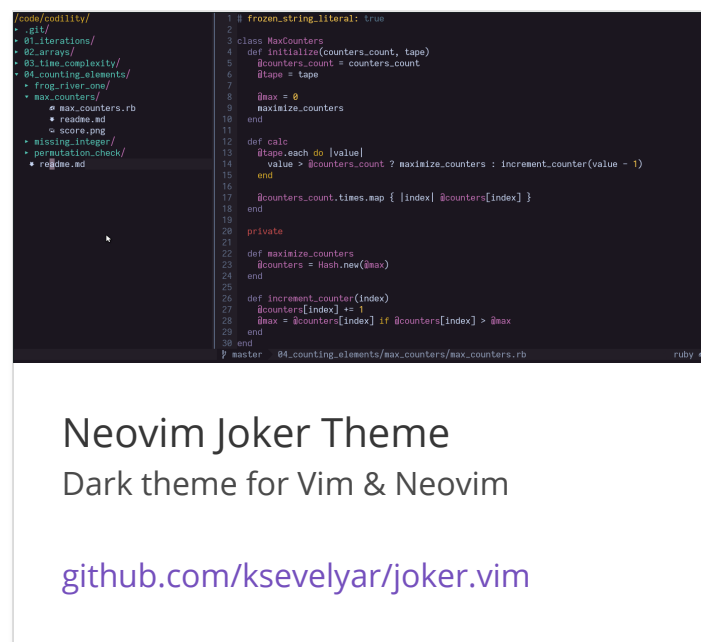 /code/codility/
▸ .git/
▸ 01_iterations/
▸ 02_arrays/
▸ 03_time_complexity/
▾ 04_counting_elements/
▸ frog_river_one/
▾ max_counters/
max_counters.rb
readme.md
score.png
▸ missing_integer/
▸ permutation_check/
readme.md
1 # frozen_string_literal: true
2
3 class MaxCounters
4 def initialize(counters_count, tape)
5 @counters_count = counters_count
6 @tape = tape
7
8 @max = 0
9 maximize_counters
10 end
11
12 def calc
13 @tape.each do |value|
14 value > @counters_count ? maximize_counters : increment_counter(value - 1)
15 end
16
17 @counters_count.times.map { |index| @counters[index] }
18 end
19
20 private
21
22 def maximize_counters
23 @counters = Hash.new(@max)
24 end
25
26 def increment_counter(index)
27 @counters[index] += 1
28 @max = @counters[index] if @counters[index] > @max
29 end
30 end
master 04_counting_elements/max_counters/max_counters.rb ruby
Neovim Joker Theme
Dark theme for Vim & Neovim
github.com/ksevelyar/joker.vim